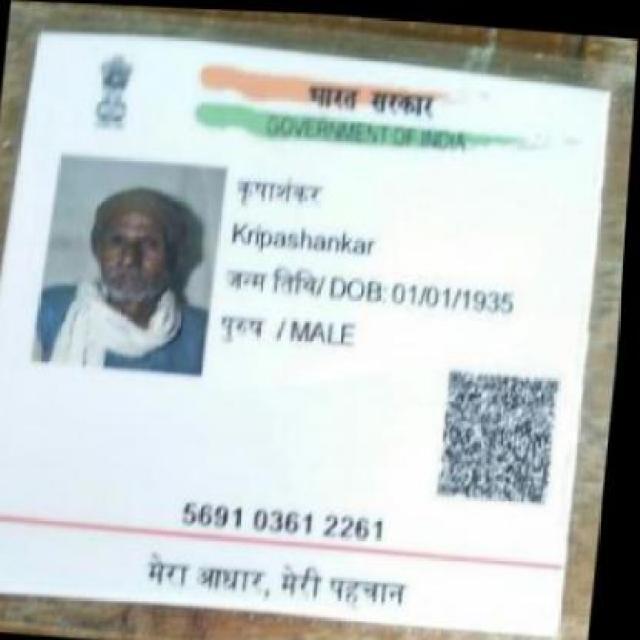 भारत सरकार
GOVERNMENT OF INDIA
कृपाशंकर
Kripashankar
जन्म तिथि/ DOB: 01/01/1935
पुरुष / MALE
5691 0361 2261
मेरा आधार, मेरी पहचान